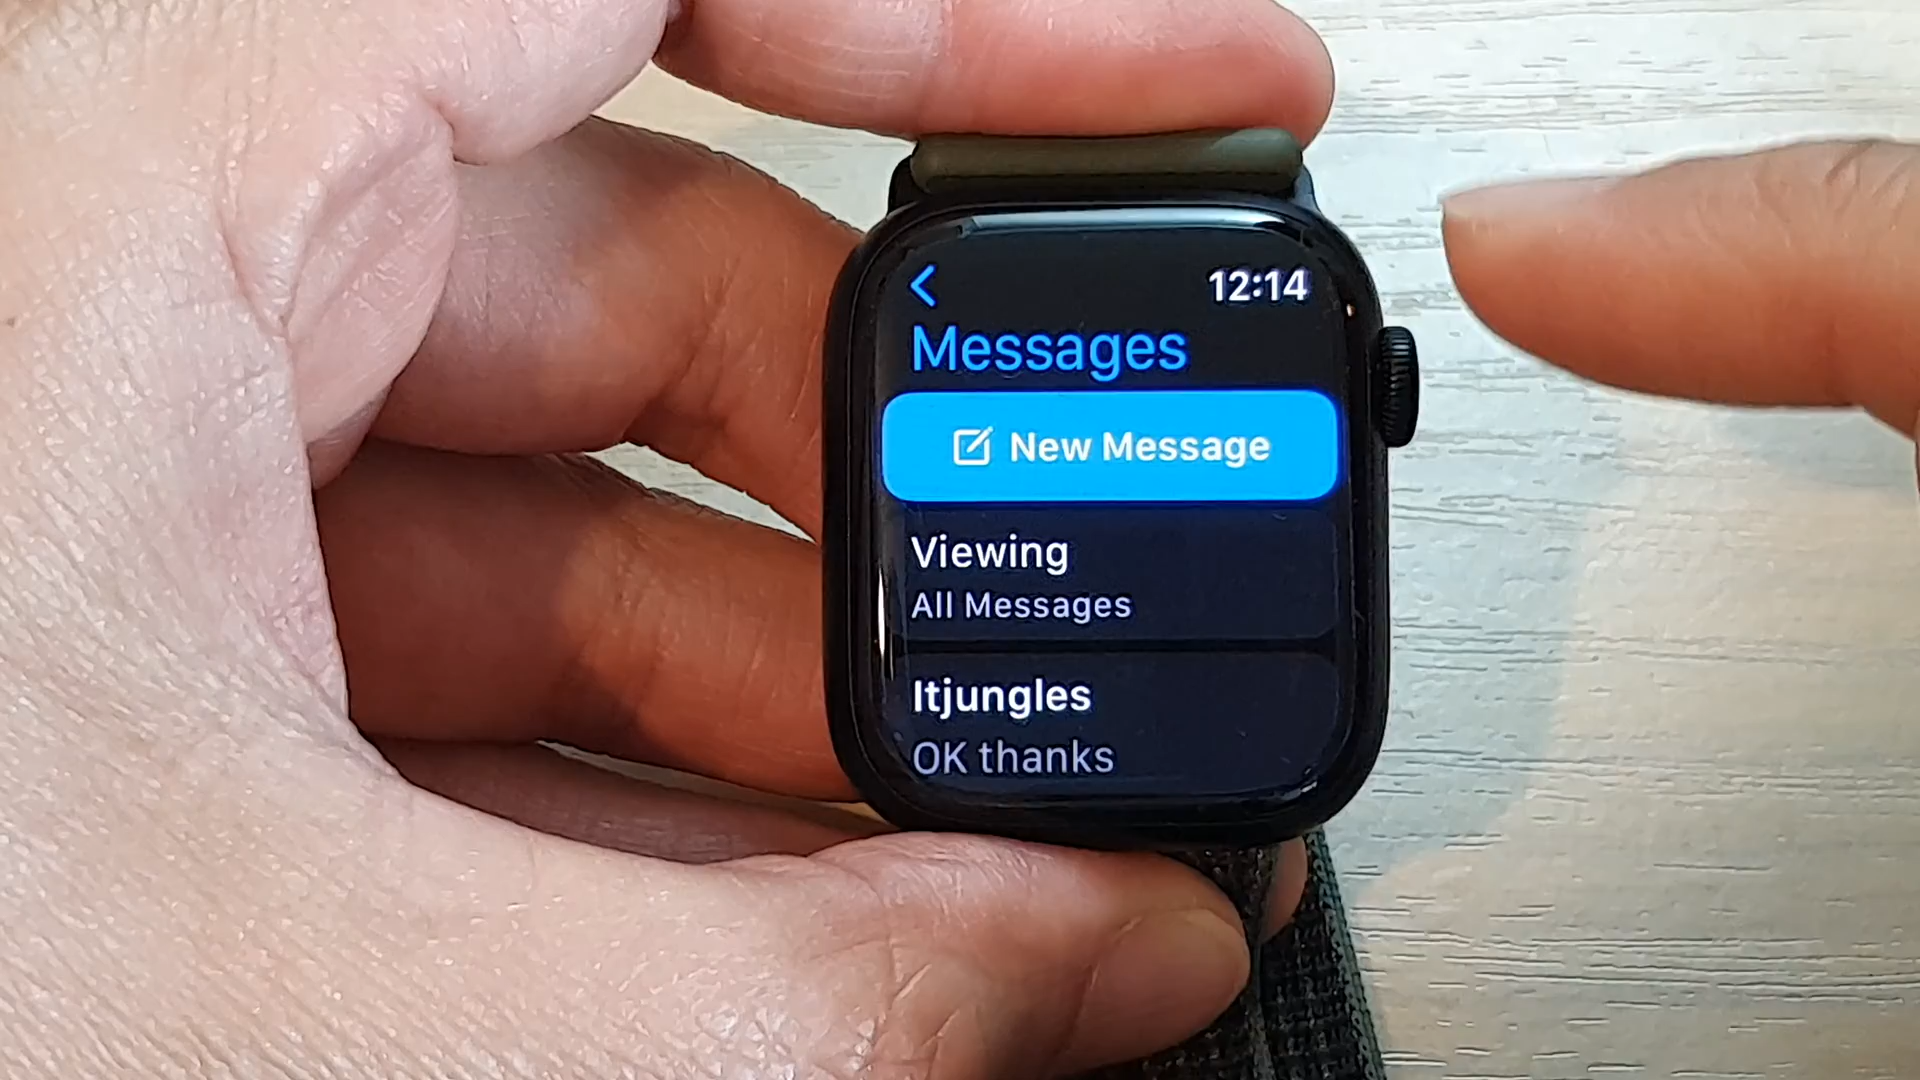 12:14
Messages
New Message
Viewing
All Messages
Itjungles
OK thanks